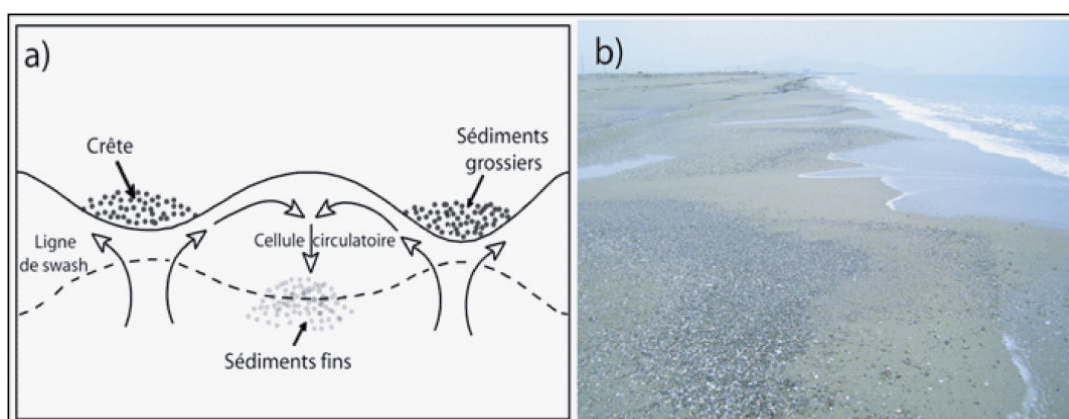 a)
Crête
Sédiments
grossiers
Ligne
de swash
Cellule circulatoire
Sédiments fins
b)